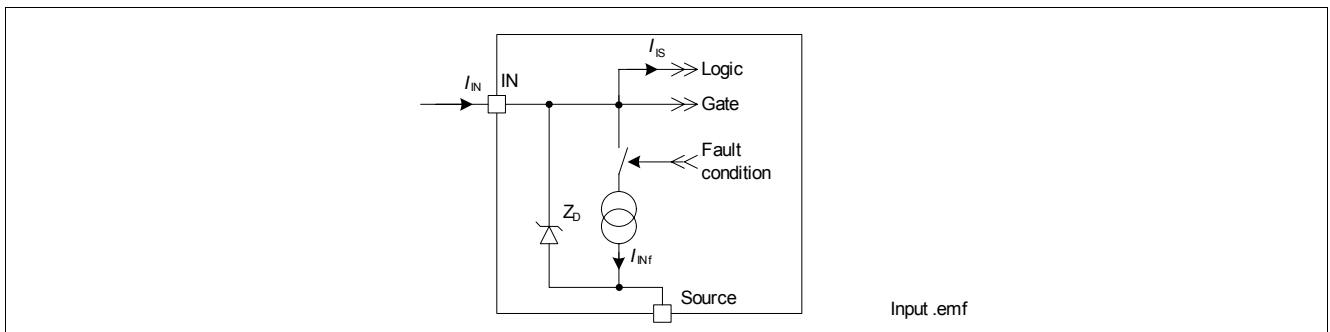 I_IS
Logic
I_IN
IN
Gate
Fault
condition
Z_D
I_INf
Source
Input .emf